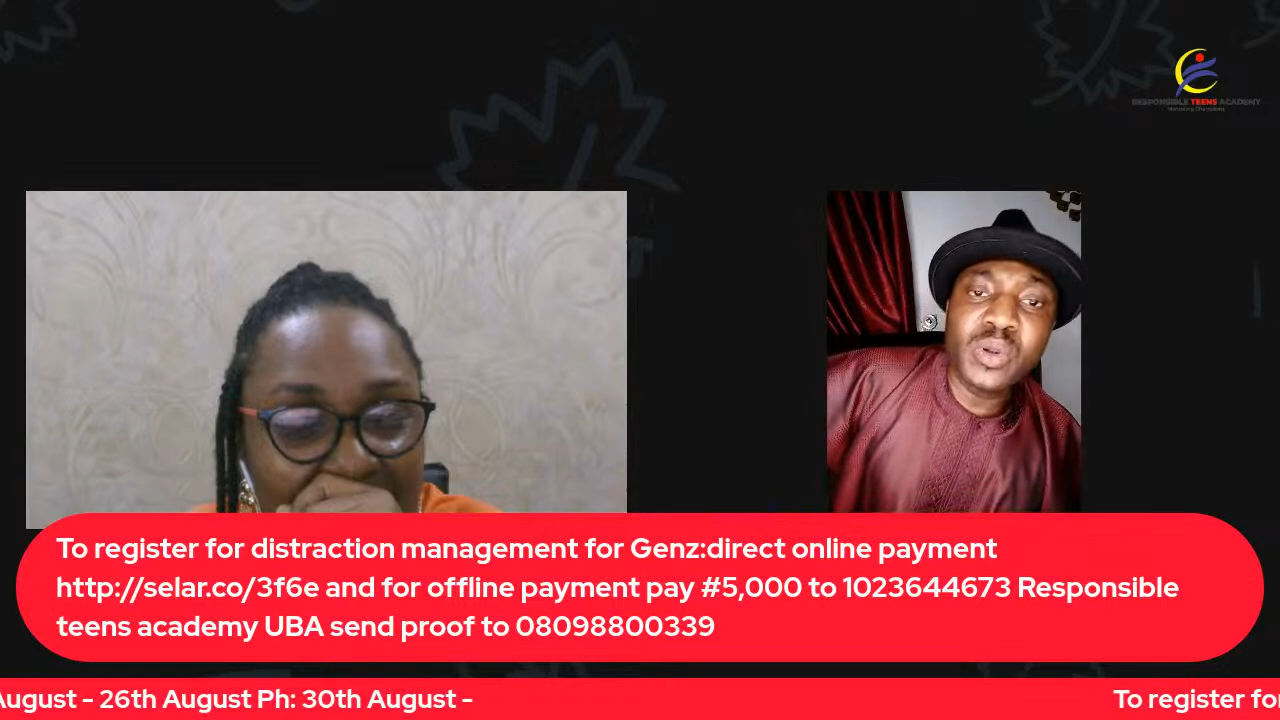 RESPONSIBLE TEENS ACADEMY
To register for distraction management for Genz:direct online payment
http://selar.co/3f6e and for offline payment pay #5,000 to 1023644673 Responsible
teens academy UBA send proof to 08098800339
August - 26th August Ph: 30th August - To register for